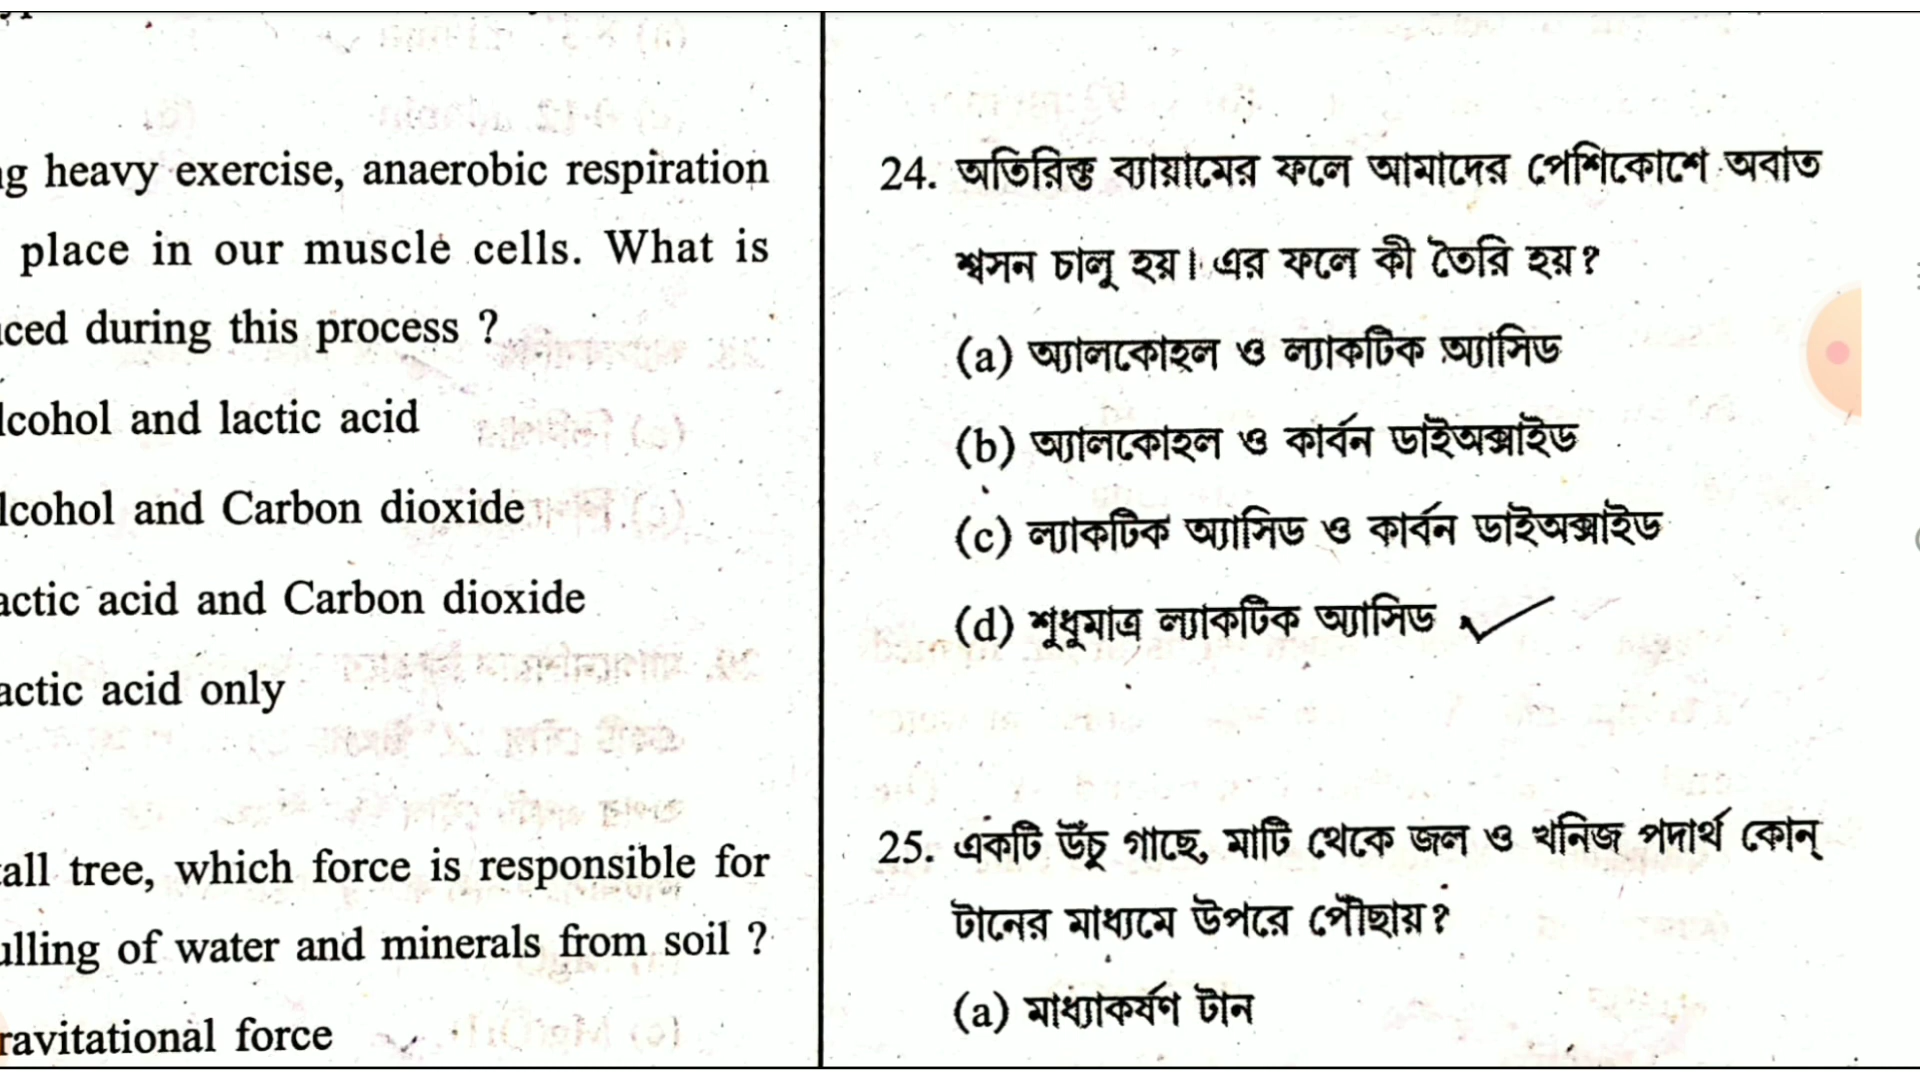 heavy exercise, anaerobic respiration
place in our muscle cells. What is
during this process ?
lcohol and lactic acid
lcohol and Carbon dioxide
actic acid and Carbon dioxide
actic acid only
tall tree, which force is responsible for
ulling of water and minerals from soil ?
ravitational force
24. অতিরিক্ত ব্যায়ামের ফলে আমাদের পেশিকোশে অবাত
শ্বসন চালু হয়। এর ফলে কী তৈরি হয়?
(a) অ্যালকোহল ও ল্যাকটিক অ্যাসিড
(b) অ্যালকোহল ও কার্বন ডাইঅক্সাইড
(c) ল্যাকটিক অ্যাসিড ও কার্বন ডাইঅক্সাইড
(d) শুধুমাত্র ল্যাকটিক অ্যাসিড
25. একটি উঁচু গাছে, মাটি থেকে জল ও খনিজ পদার্থ কোন্
টানের মাধ্যমে উপরে পৌঁছায়?
(a) মাধ্যাকর্ষণ টান